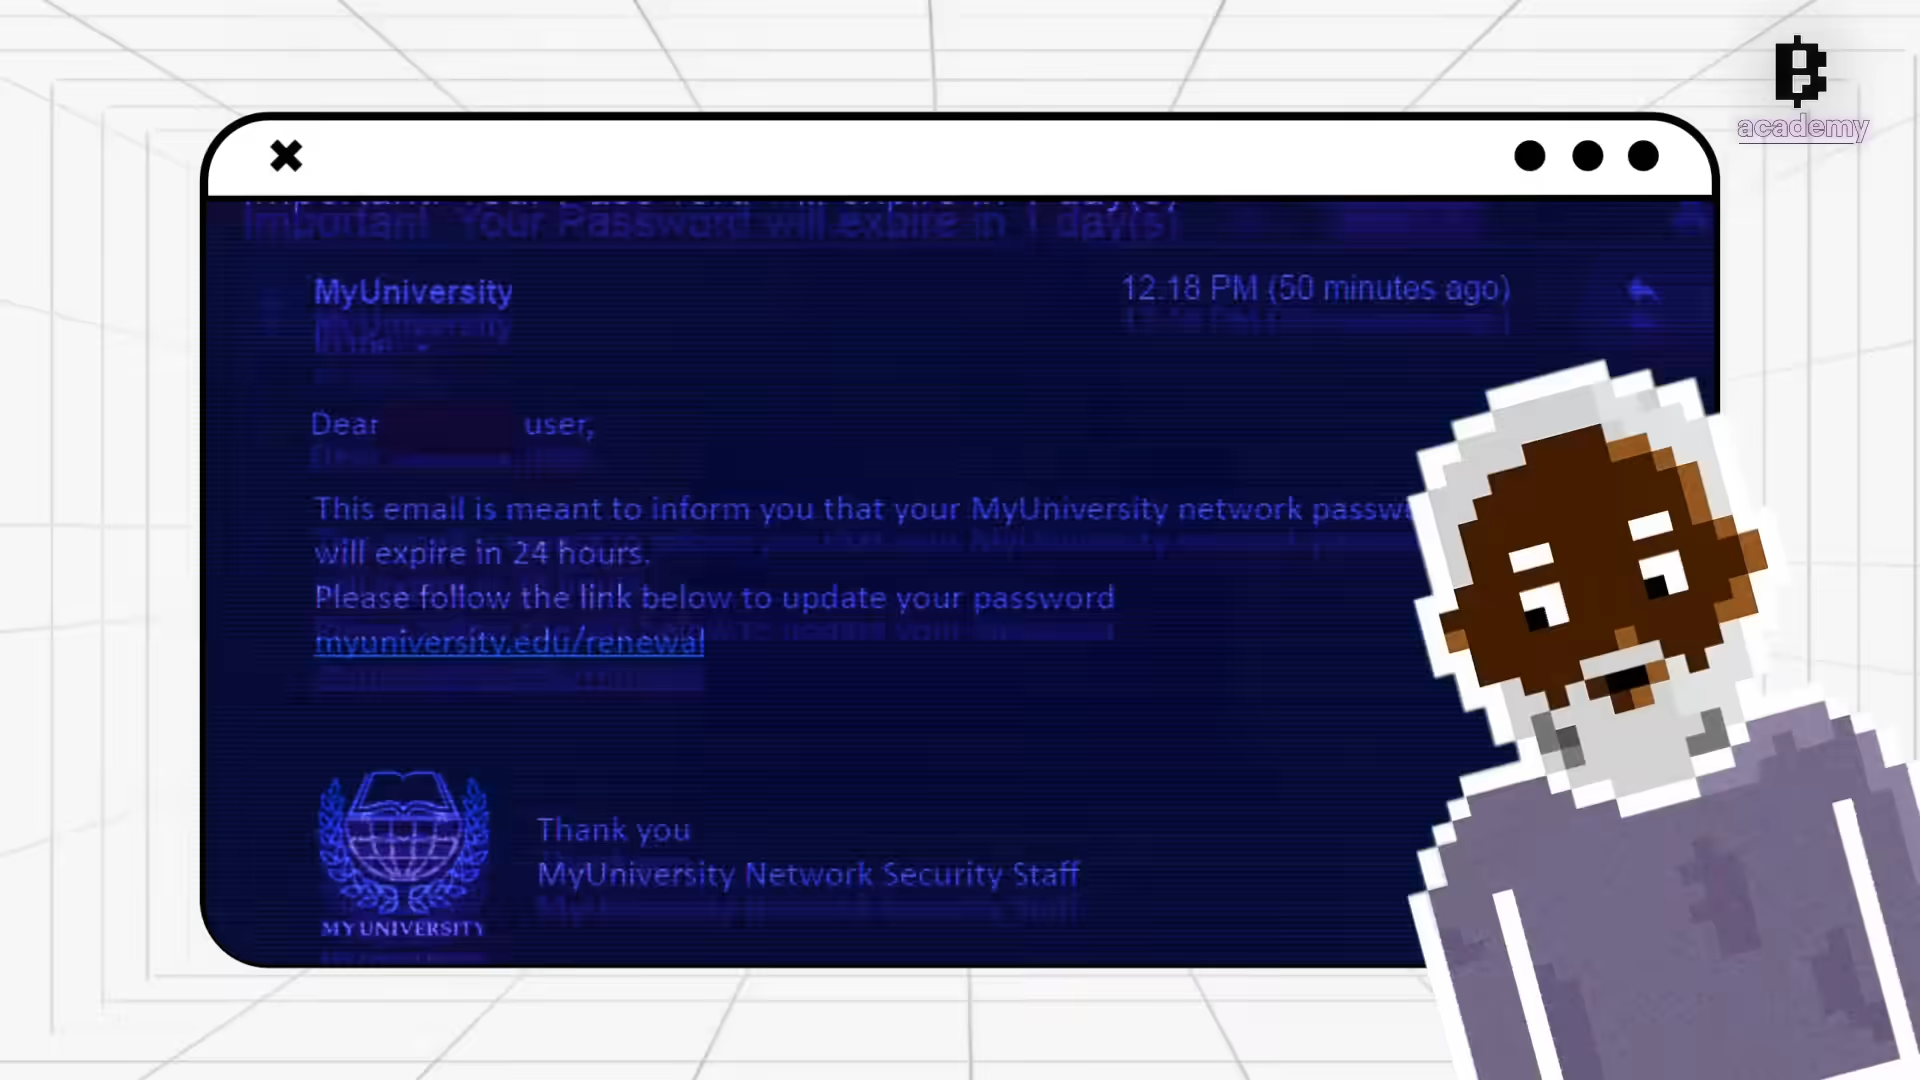 academy
Important! Your Password will expire in 1 day(s)
MyUniversity
12:18 PM (50 minutes ago)
Dear user,
This email is meant to inform you that your MyUniversity network
will expire in 24 hours.
Please follow the link below to update your password
myuniversity.edu/renewal
Thank you
MyUniversity Network Security Staff
MY UNIVERSITY